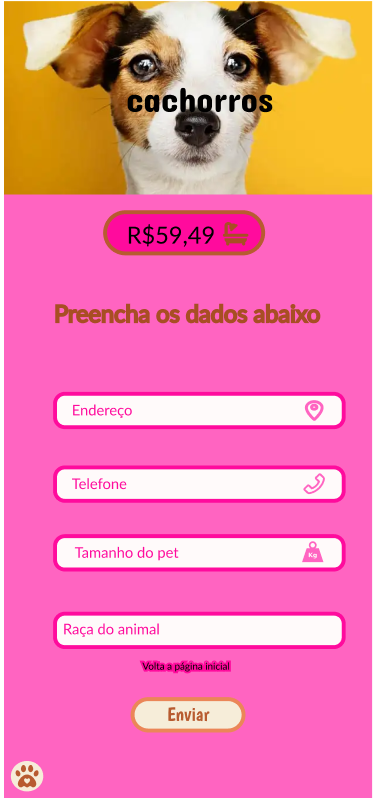 cachorros
R$59,49
Preencha os dados abaixo
Endereço
Telefone
Tamanho do pet
Kg
Raça do animal
Volta a página inicial
Enviar